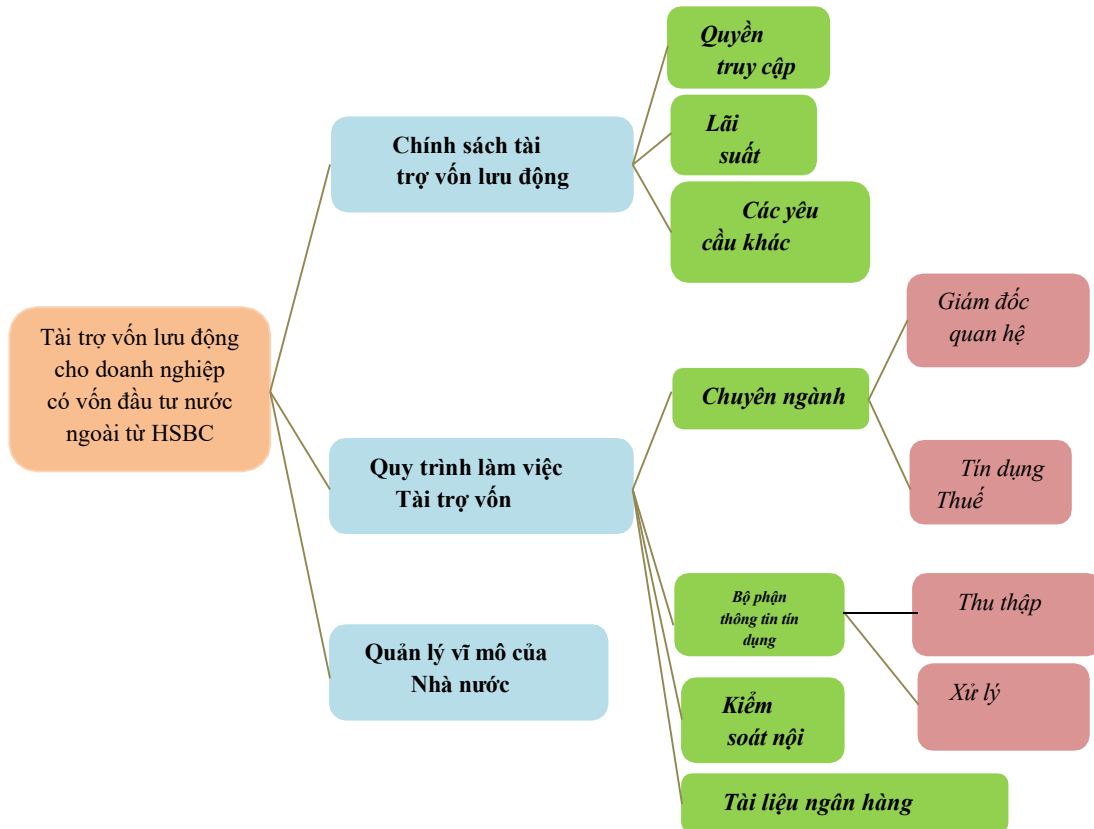 Tài trợ vốn lưu động
cho doanh nghiệp
có vốn đầu tư nước
ngoài từ HSBC
Chính sách tài
trợ vốn lưu động
Quyền
truy cập
Lãi
suất
Các yêu
cầu khác
Quy trình làm việc
Tài trợ vốn
Chuyên ngành
Giám đốc
quan hệ
Tín dụng
Thuế
Bộ phận
thông tin tín
dụng
Thu thập
Xử lý
Kiểm
soát nội
Tài liệu ngân hàng
Quản lý vĩ mô của
Nhà nước